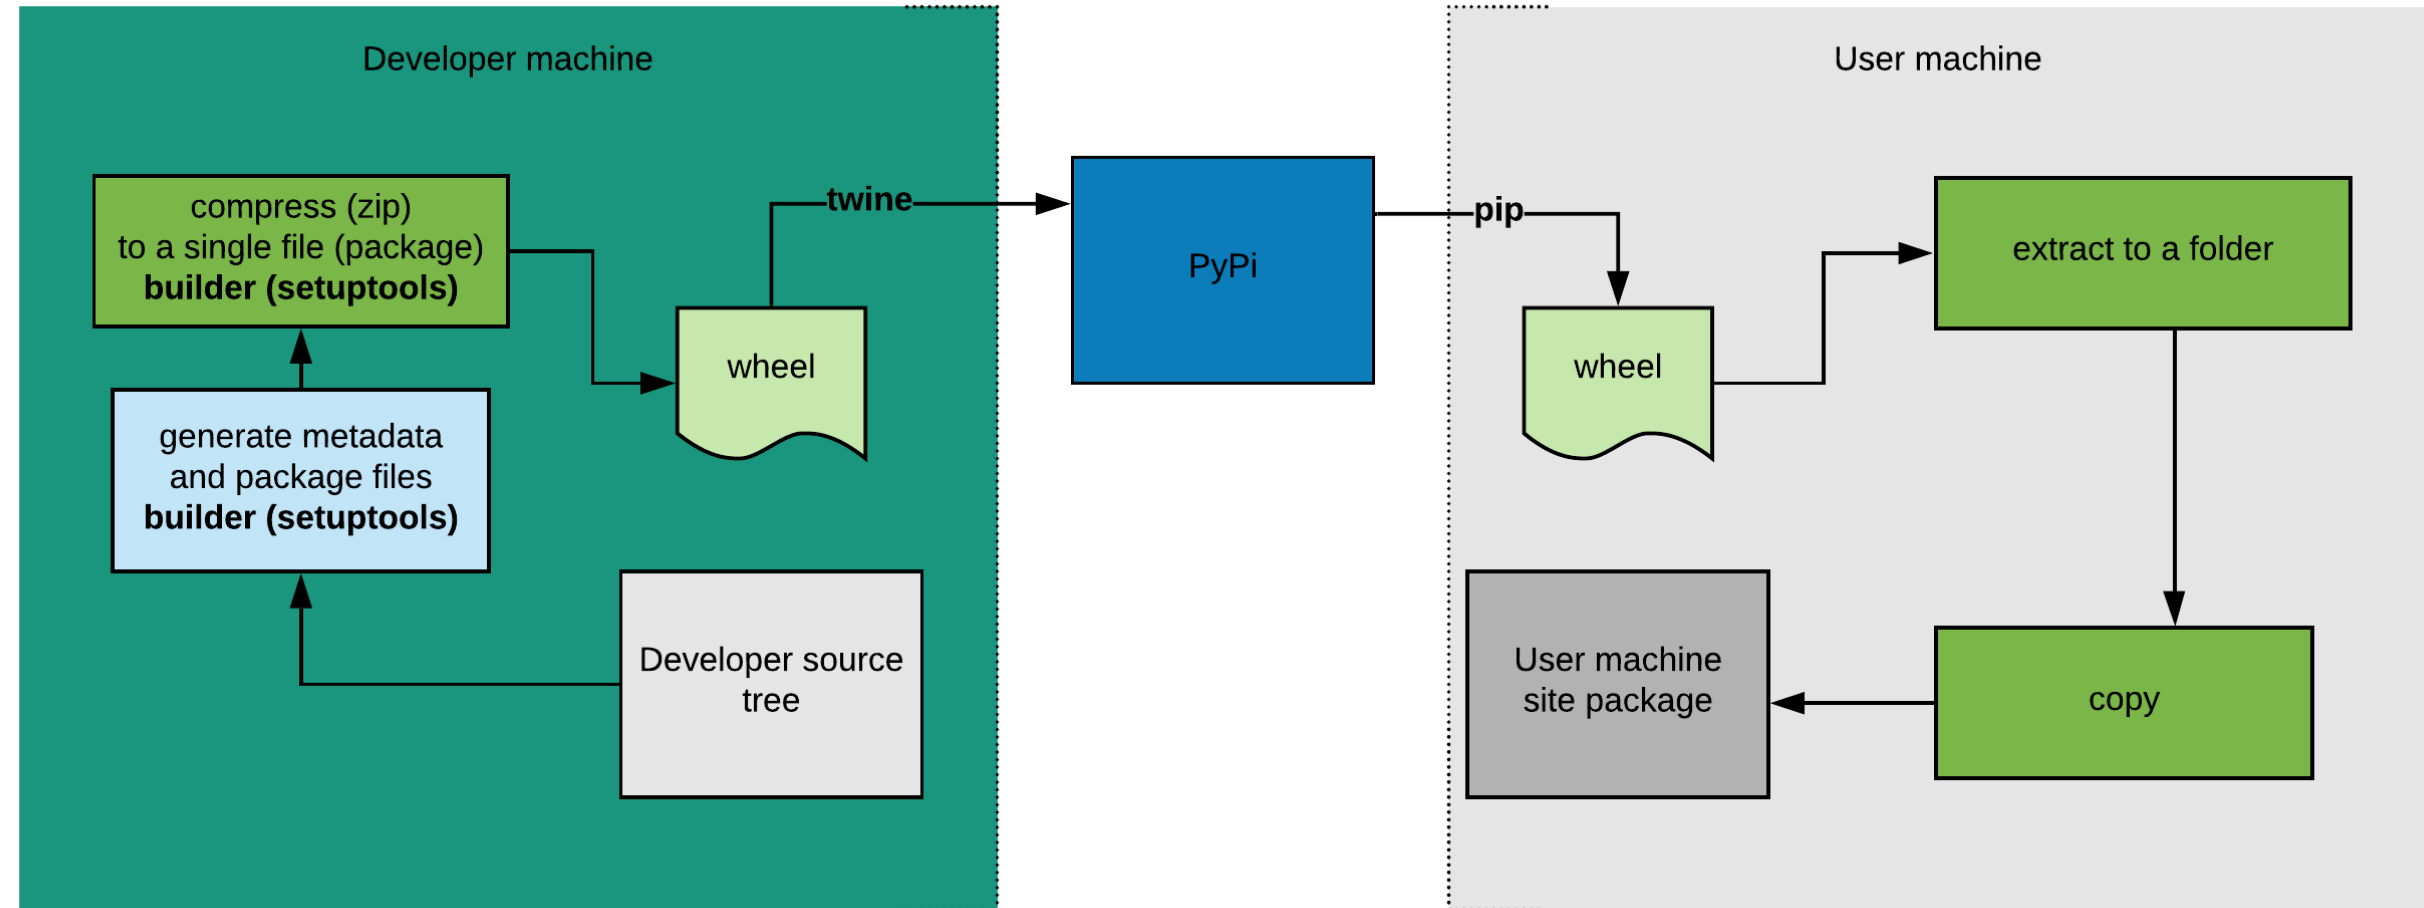 Developer machine
compress (zip)
to a single file (package)
builder (setuptools)
generate metadata
and package files
builder (setuptools)
Developer source
tree
wheel
twine
PyPi
User machine
pip
wheel
extract to a folder
copy
User machine
site package